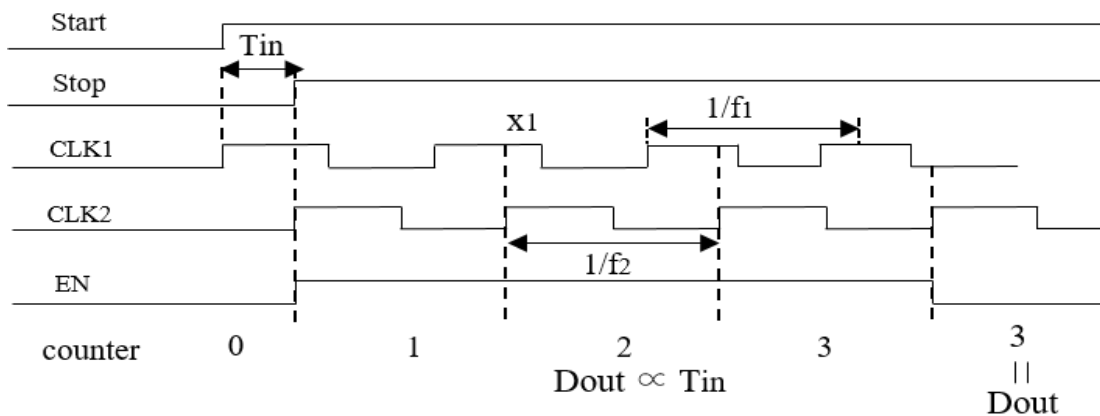 Start
Tin
Stop
x1
1/f1
CLK1
CLK2
1/f2
EN
counter 0 1 2 3 3
Dout ∝ Tin
||
Dout